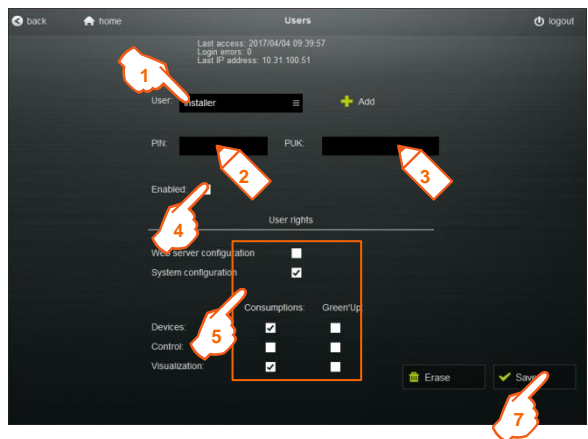 back home Users logout
Last access: 2017/04/04 09:39:57
Login errors: 0
Last IP address: 10.31.100.51
1
User: Installer Add
PIN: PUK:
2 3
Enabled:
4
User rights
Web server configuration
System configuration
Consumptions: Green'Up
5
Devices:
Control:
Visualization:
Erase Save
7